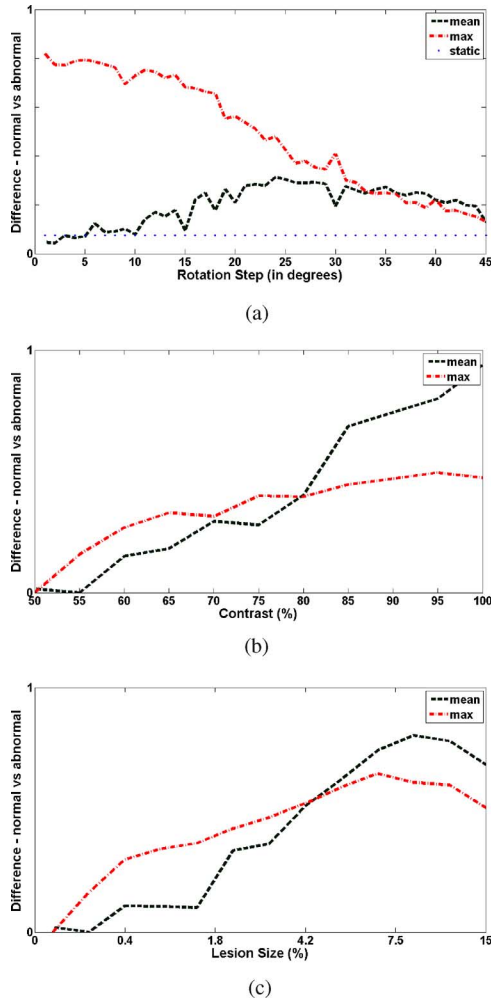 1
mean
max
static
Difference - normal vs abnormal
0
0 5 10 15 20 25 30 35 40 45
Rotation Step (in degrees)
(a)
1
mean
max
Difference - normal vs abnormal
0
50 55 60 65 70 75 80 85 90 95 100
Contrast (%)
(b)
1
mean
max
Difference - normal vs abnormal
0
0 0.4 1.8 4.2 7.5 15
Lesion Size (%)
(c)